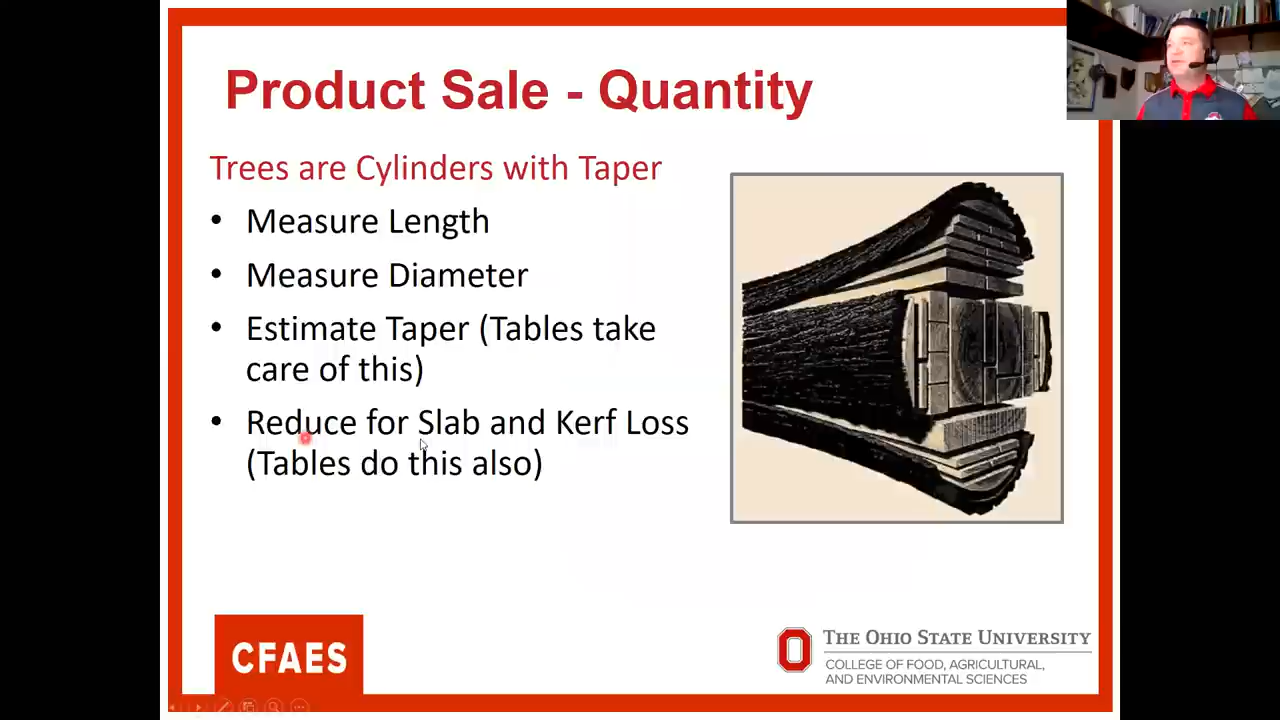 Product Sale - Quantity
Trees are Cylinders with Taper
• Measure Length
• Measure Diameter
• Estimate Taper (Tables take
care of this)
• Reduce for Slab and Kerf Loss
(Tables do this also)
CFAES
THE OHIO STATE UNIVERSITY
COLLEGE OF FOOD, AGRICULTURAL,
AND ENVIRONMENTAL SCIENCES